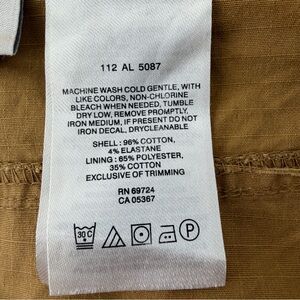 112 AL 5087
MACHINE WASH COLD GENTLE, WITH
LIKE COLORS, NON-CHLORINE
BLEACH WHEN NEEDED, TUMBLE
DRY LOW, REMOVE PROMPTLY,
IRON MEDIUM, IF PRESENT DO NOT
IRON DECAL, DRYCLEANABLE
SHELL : 96% COTTON,
4% ELASTANE
LINING : 65% POLYESTER,
35% COTTON
EXCLUSIVE OF TRIMMING
RN 69724
CA 05367
30C P